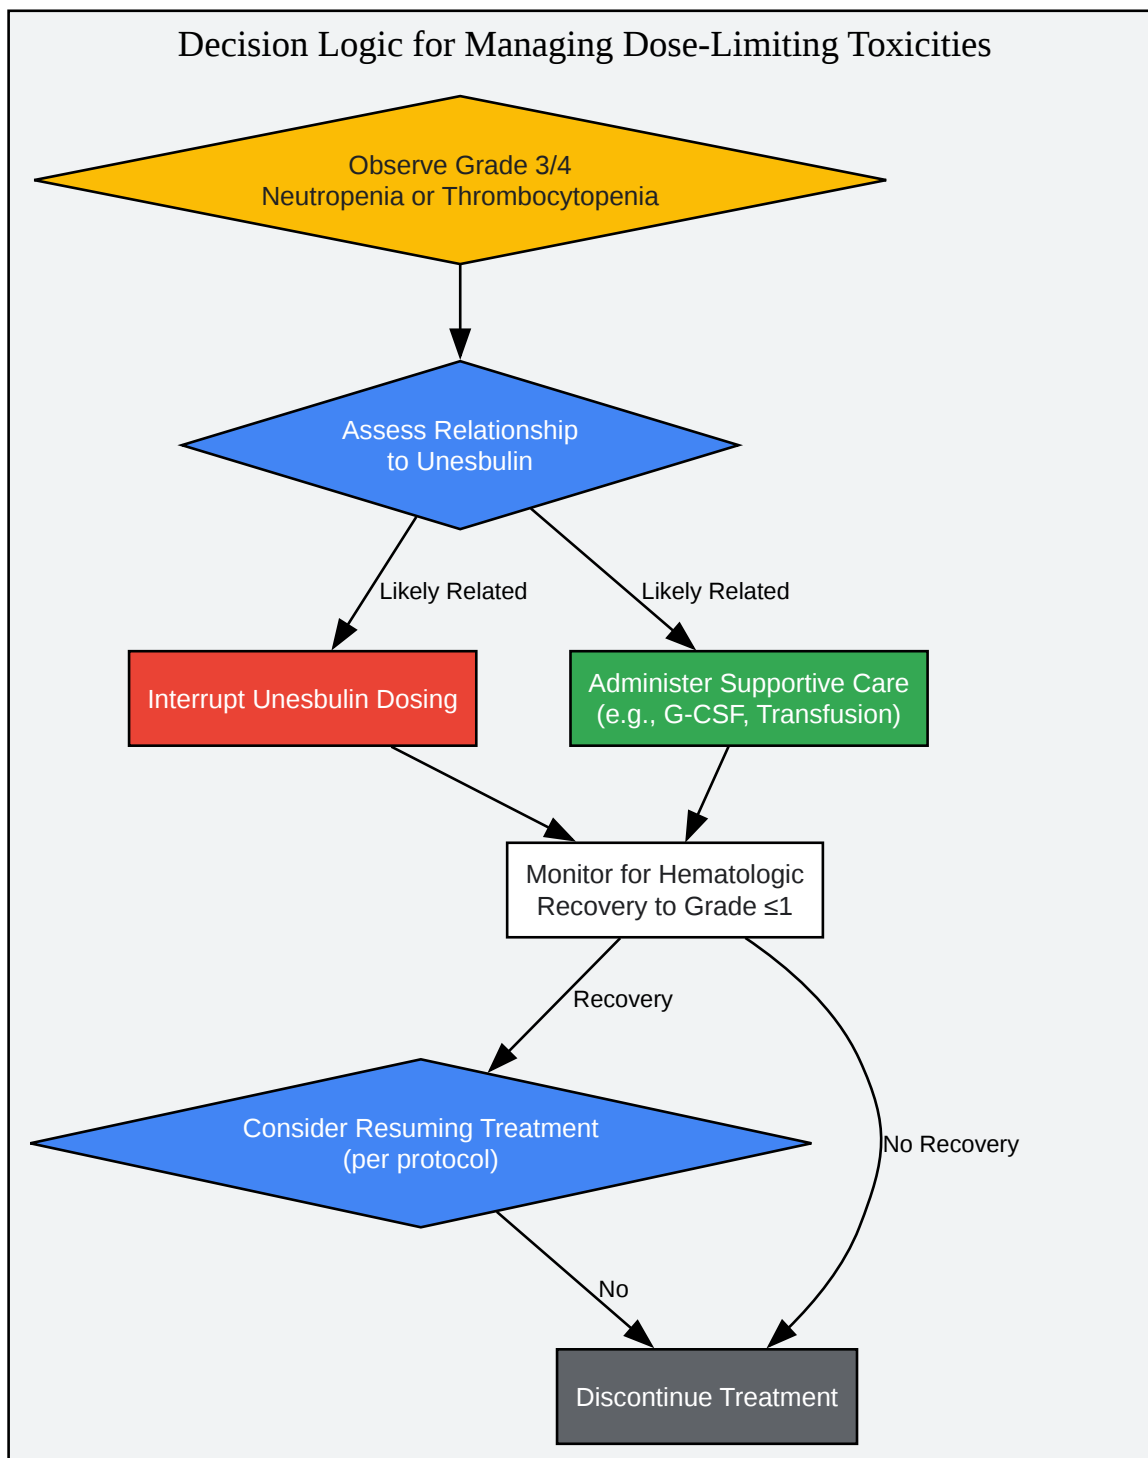 Decision Logic for Managing Dose-Limiting Toxicities
Observe Grade 3/4
Neutropenia or Thrombocytopenia
Assess Relationship
to Unesbulin
Likely Related
Likely Related
Interrupt Unesbulin Dosing
Administer Supportive Care
(e.g., G-CSF, Transfusion)
Monitor for Hematologic
Recovery to Grade ≤1
Recovery
Consider Resuming Treatment
(per protocol)
No Recovery
No
Discontinue Treatment